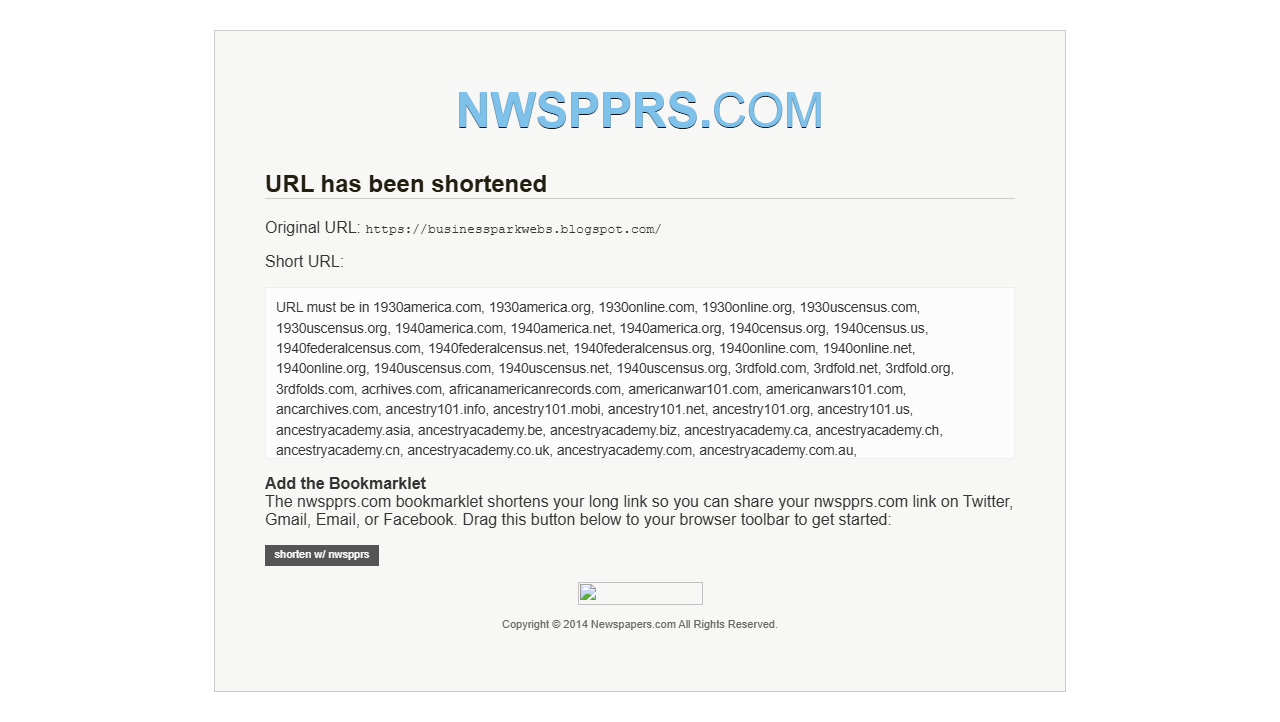 NWSPPRS.COM
URL has been shortened
Original URL: https://businessparkwebs.blogspot.com/
Short URL:
URL must be in 1930america.com, 1930america.org, 1930online.com, 1930online.org, 1930uscensus.com,
1930uscensus.org, 1940america.com, 1940america.net, 1940america.org, 1940census.org, 1940census.us,
1940federalcensus.com, 1940federalcensus.net, 1940federalcensus.org, 1940online.com, 1940online.net,
1940online.org, 1940uscensus.com, 1940uscensus.net, 1940uscensus.org, 3rdfold.com, 3rdfold.net, 3rdfold.org,
3rdfolds.com, acrhives.com, africanamericanrecords.com, americanwar101.com, americanwars101.com,
ancarchives.com, ancestry101.info, ancestry101.mobi, ancestry101.net, ancestry101.org, ancestry101.us,
ancestryacademy.asia, ancestryacademy.be, ancestryacademy.biz, ancestryacademy.ca, ancestryacademy.ch,
ancestryacademy.cn, ancestryacademy.co.uk, ancestryacademy.com, ancestryacademy.com.au,
Add the Bookmarklet
The nwspprs.com bookmarklet shortens your long link so you can share your nwspprs.com link on Twitter,
Gmail, Email, or Facebook. Drag this button below to your browser toolbar to get started:
shorten w/ nwspprs
Copyright © 2014 Newspapers.com All Rights Reserved.